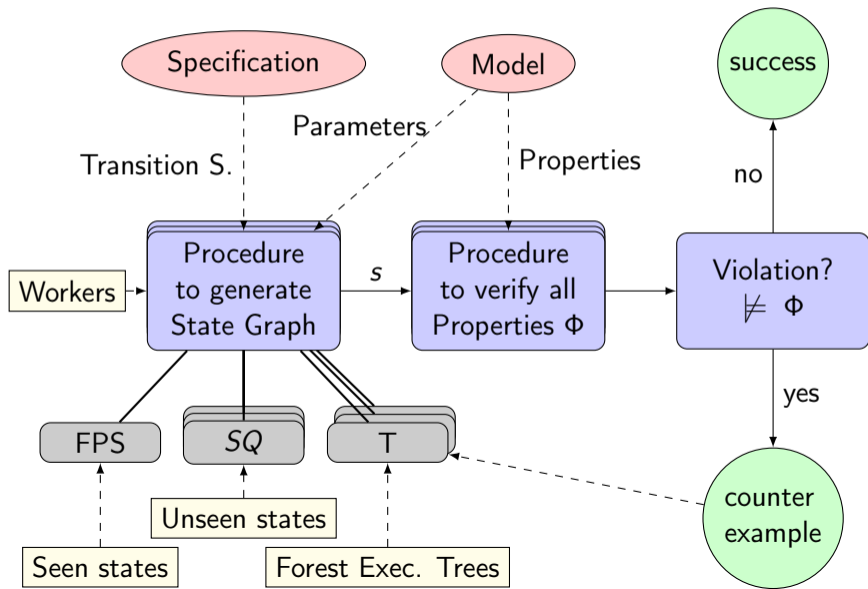 Specification
Model
success
Parameters
Transition S.
Properties
no
Workers
Procedure
to generate
State Graph
s
Procedure
to verify all
Properties Φ
Violation?
⊭ Φ
yes
FPS
SQ
T
counter
example
Unseen states
Seen states
Forest Exec. Trees